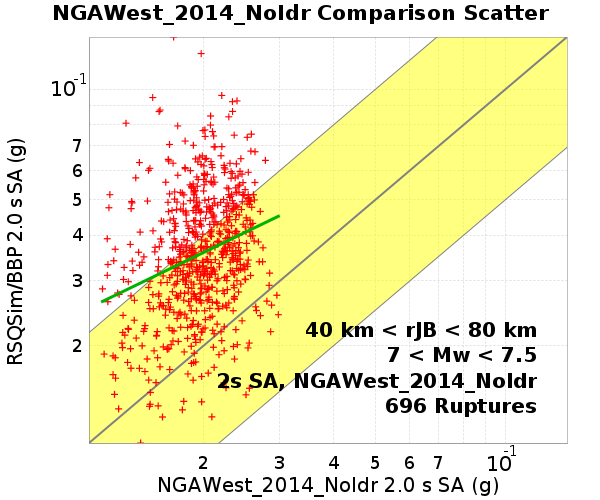 NGAWest_2014_NoIdr Comparison Scatter
RSQSim/BBP 2.0 s SA (g)
10-1
7
6
5
4
3
2
40 km < rJB < 80 km
7 < Mw < 7.5
2s SA, NGAWest_2014_NoIdr
696 Ruptures
2 3 4 5 6 7 10-1
NGAWest_2014_NoIdr 2.0 s SA (g)